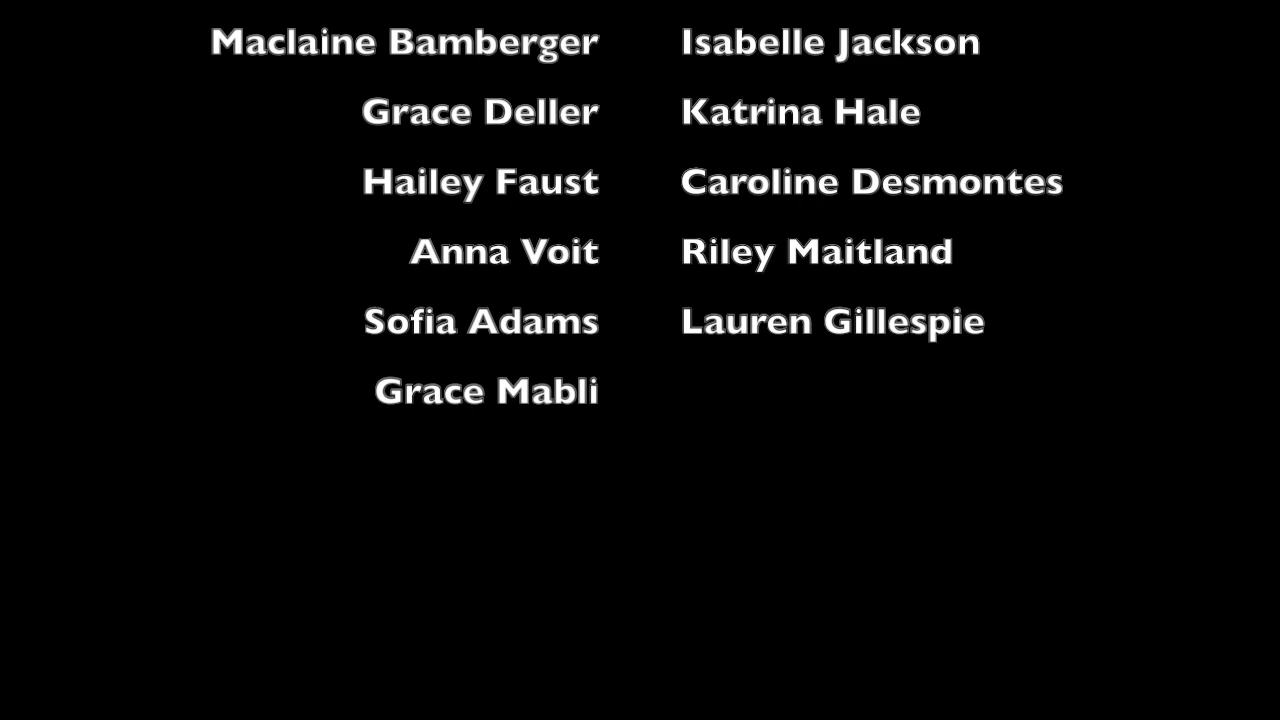 Maclaine Bamberger Isabelle Jackson
Grace Deller Katrina Hale
Hailey Faust Caroline Desmontes
Anna Voit Riley Maitland
Sofia Adams Lauren Gillespie
Grace Mabli